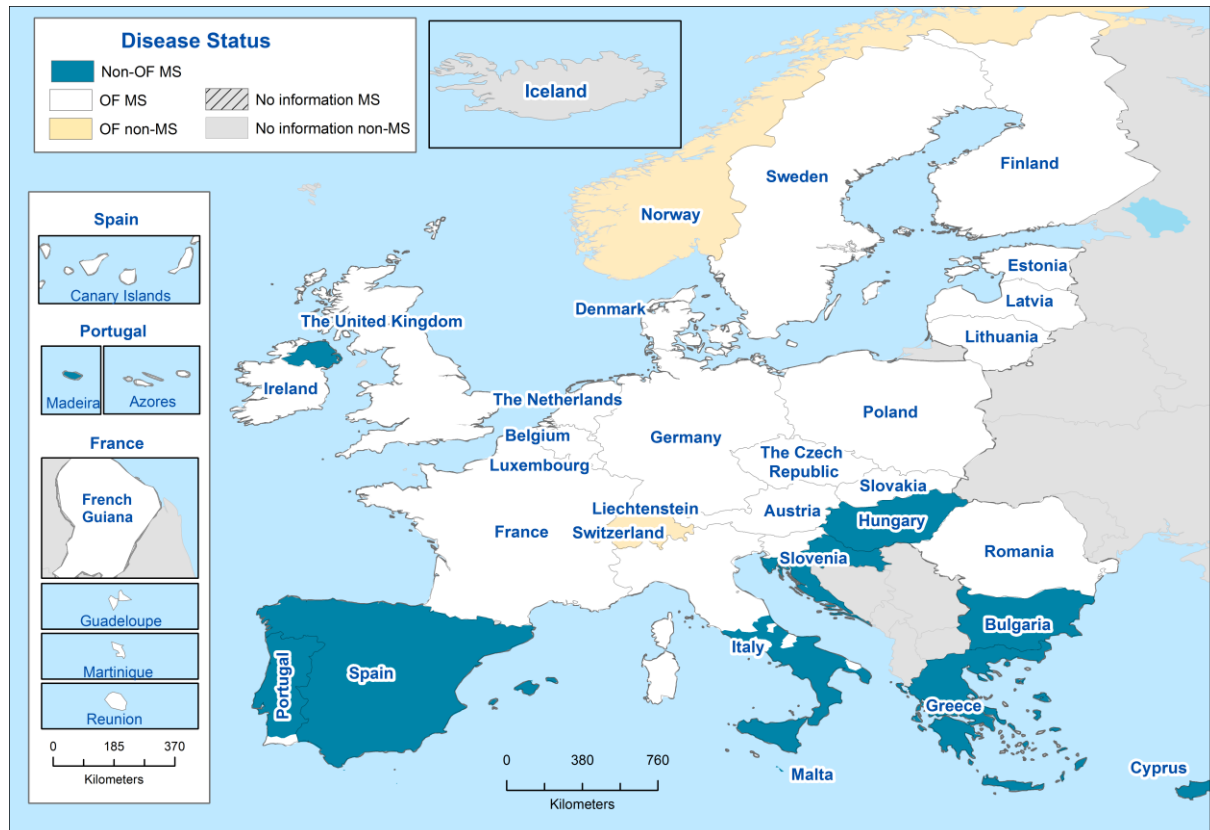 Disease Status
Non-OF MS
OF MS
No information MS
OF non-MS
No information non-MS
Iceland
Spain
Canary Islands
Portugal
Madeira
Azores
France
French
Guiana
Guadeloupe
Martinique
Reunion
0 185 370
Kilometers
Norway
Sweden
Finland
Estonia
Latvia
Lithuania
Denmark
The United Kingdom
Ireland
The Netherlands
Belgium
Luxembourg
Germany
Poland
The Czech
Republic
Slovakia
Liechtenstein
Austria
Switzerland
Hungary
France
Slovenia
Romania
Bulgaria
Italy
Portugal
Spain
Greece
Malta
Cyprus
0 380 760
Kilometers